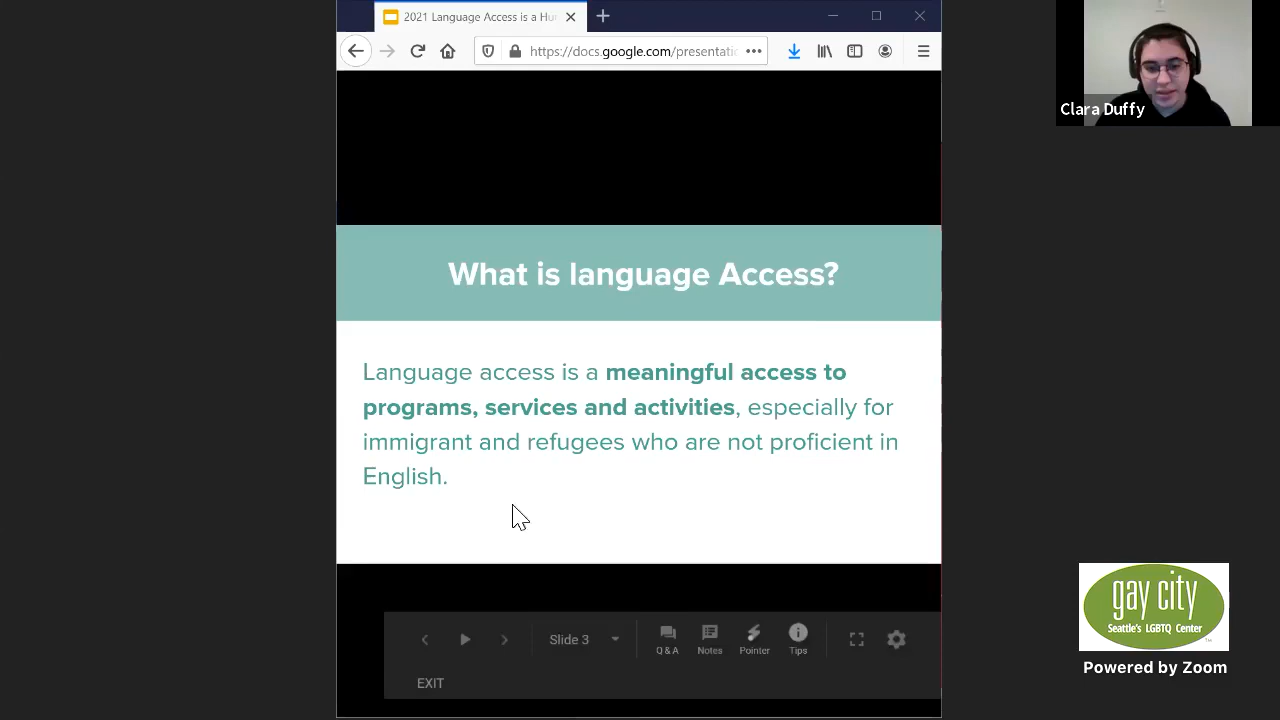 2021 Language Access is a Hu
https://docs.google.com/presentatio
Clara Duffy
What is language Access?
Language access is a meaningful access to
programs, services and activities, especially for
immigrant and refugees who are not proficient in
English.
Slide 3
Q & A
Notes
Pointer
Tips
EXIT
gay city
Seattle's LGBTQ Center
Powered by Zoom